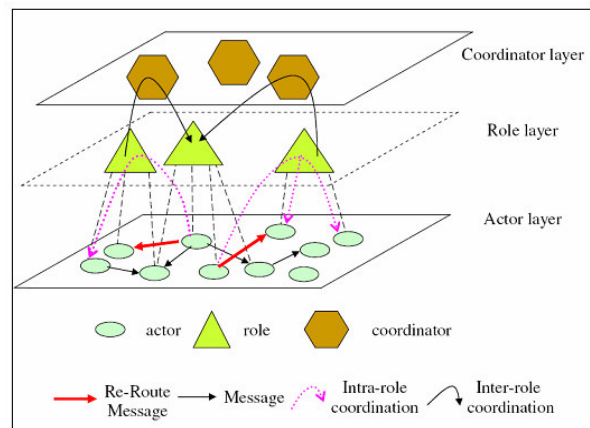 Coordinator layer
Role layer
Actor layer
actor
role
coordinator
Re-Route
Message
Message
Intra-role
coordination
Inter-role
coordination